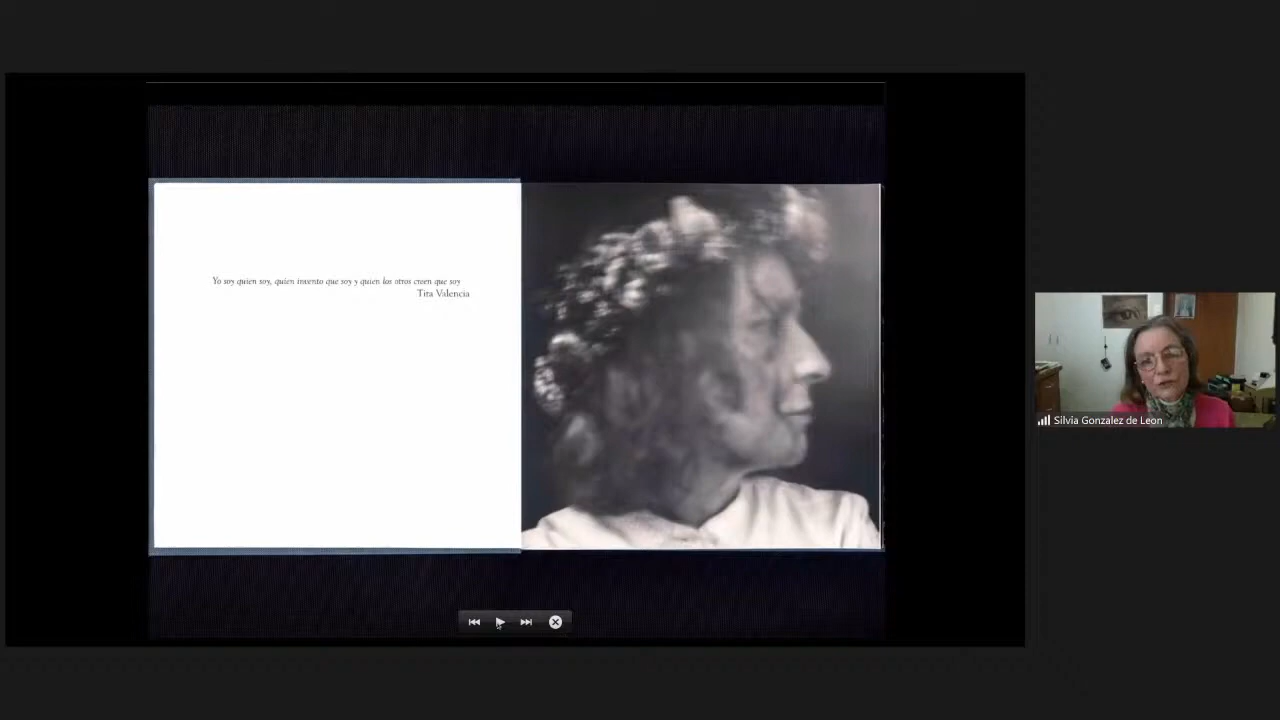 Yo soy quien soy, quien invento que soy y quien los otros creen que soy
Tita Valencia
Silvia Gonzalez de Leon